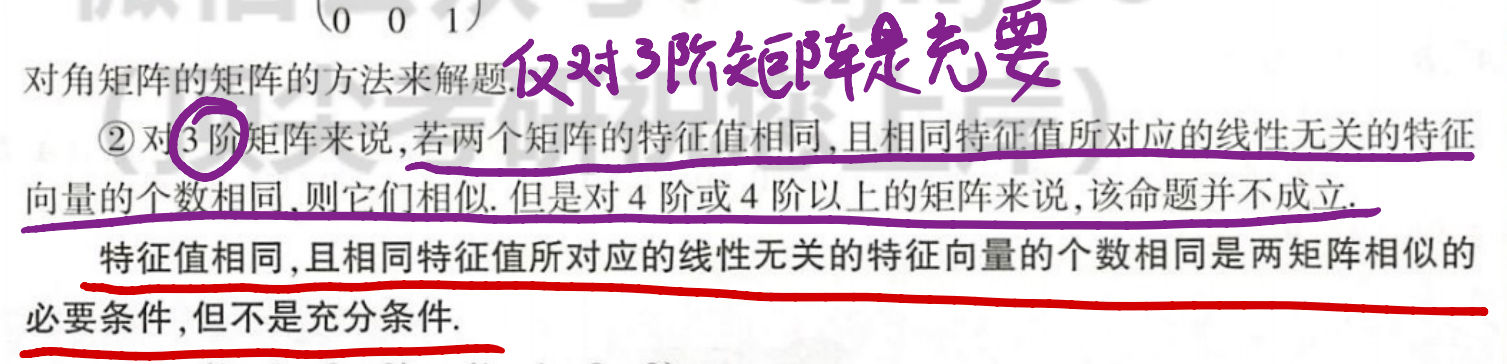 0 0 1
对角矩阵的矩阵的方法来解题.仅对3阶矩阵是充要
②对3阶矩阵来说,若两个矩阵的特征值相同,且相同特征值所对应的线性无关的特征
向量的个数相同,则它们相似. 但是对 4 阶或 4 阶以上的矩阵来说,该命题并不成立.
特征值相同,且相同特征值所对应的线性无关的特征向量的个数相同是两矩阵相似的
必要条件,但不是充分条件.